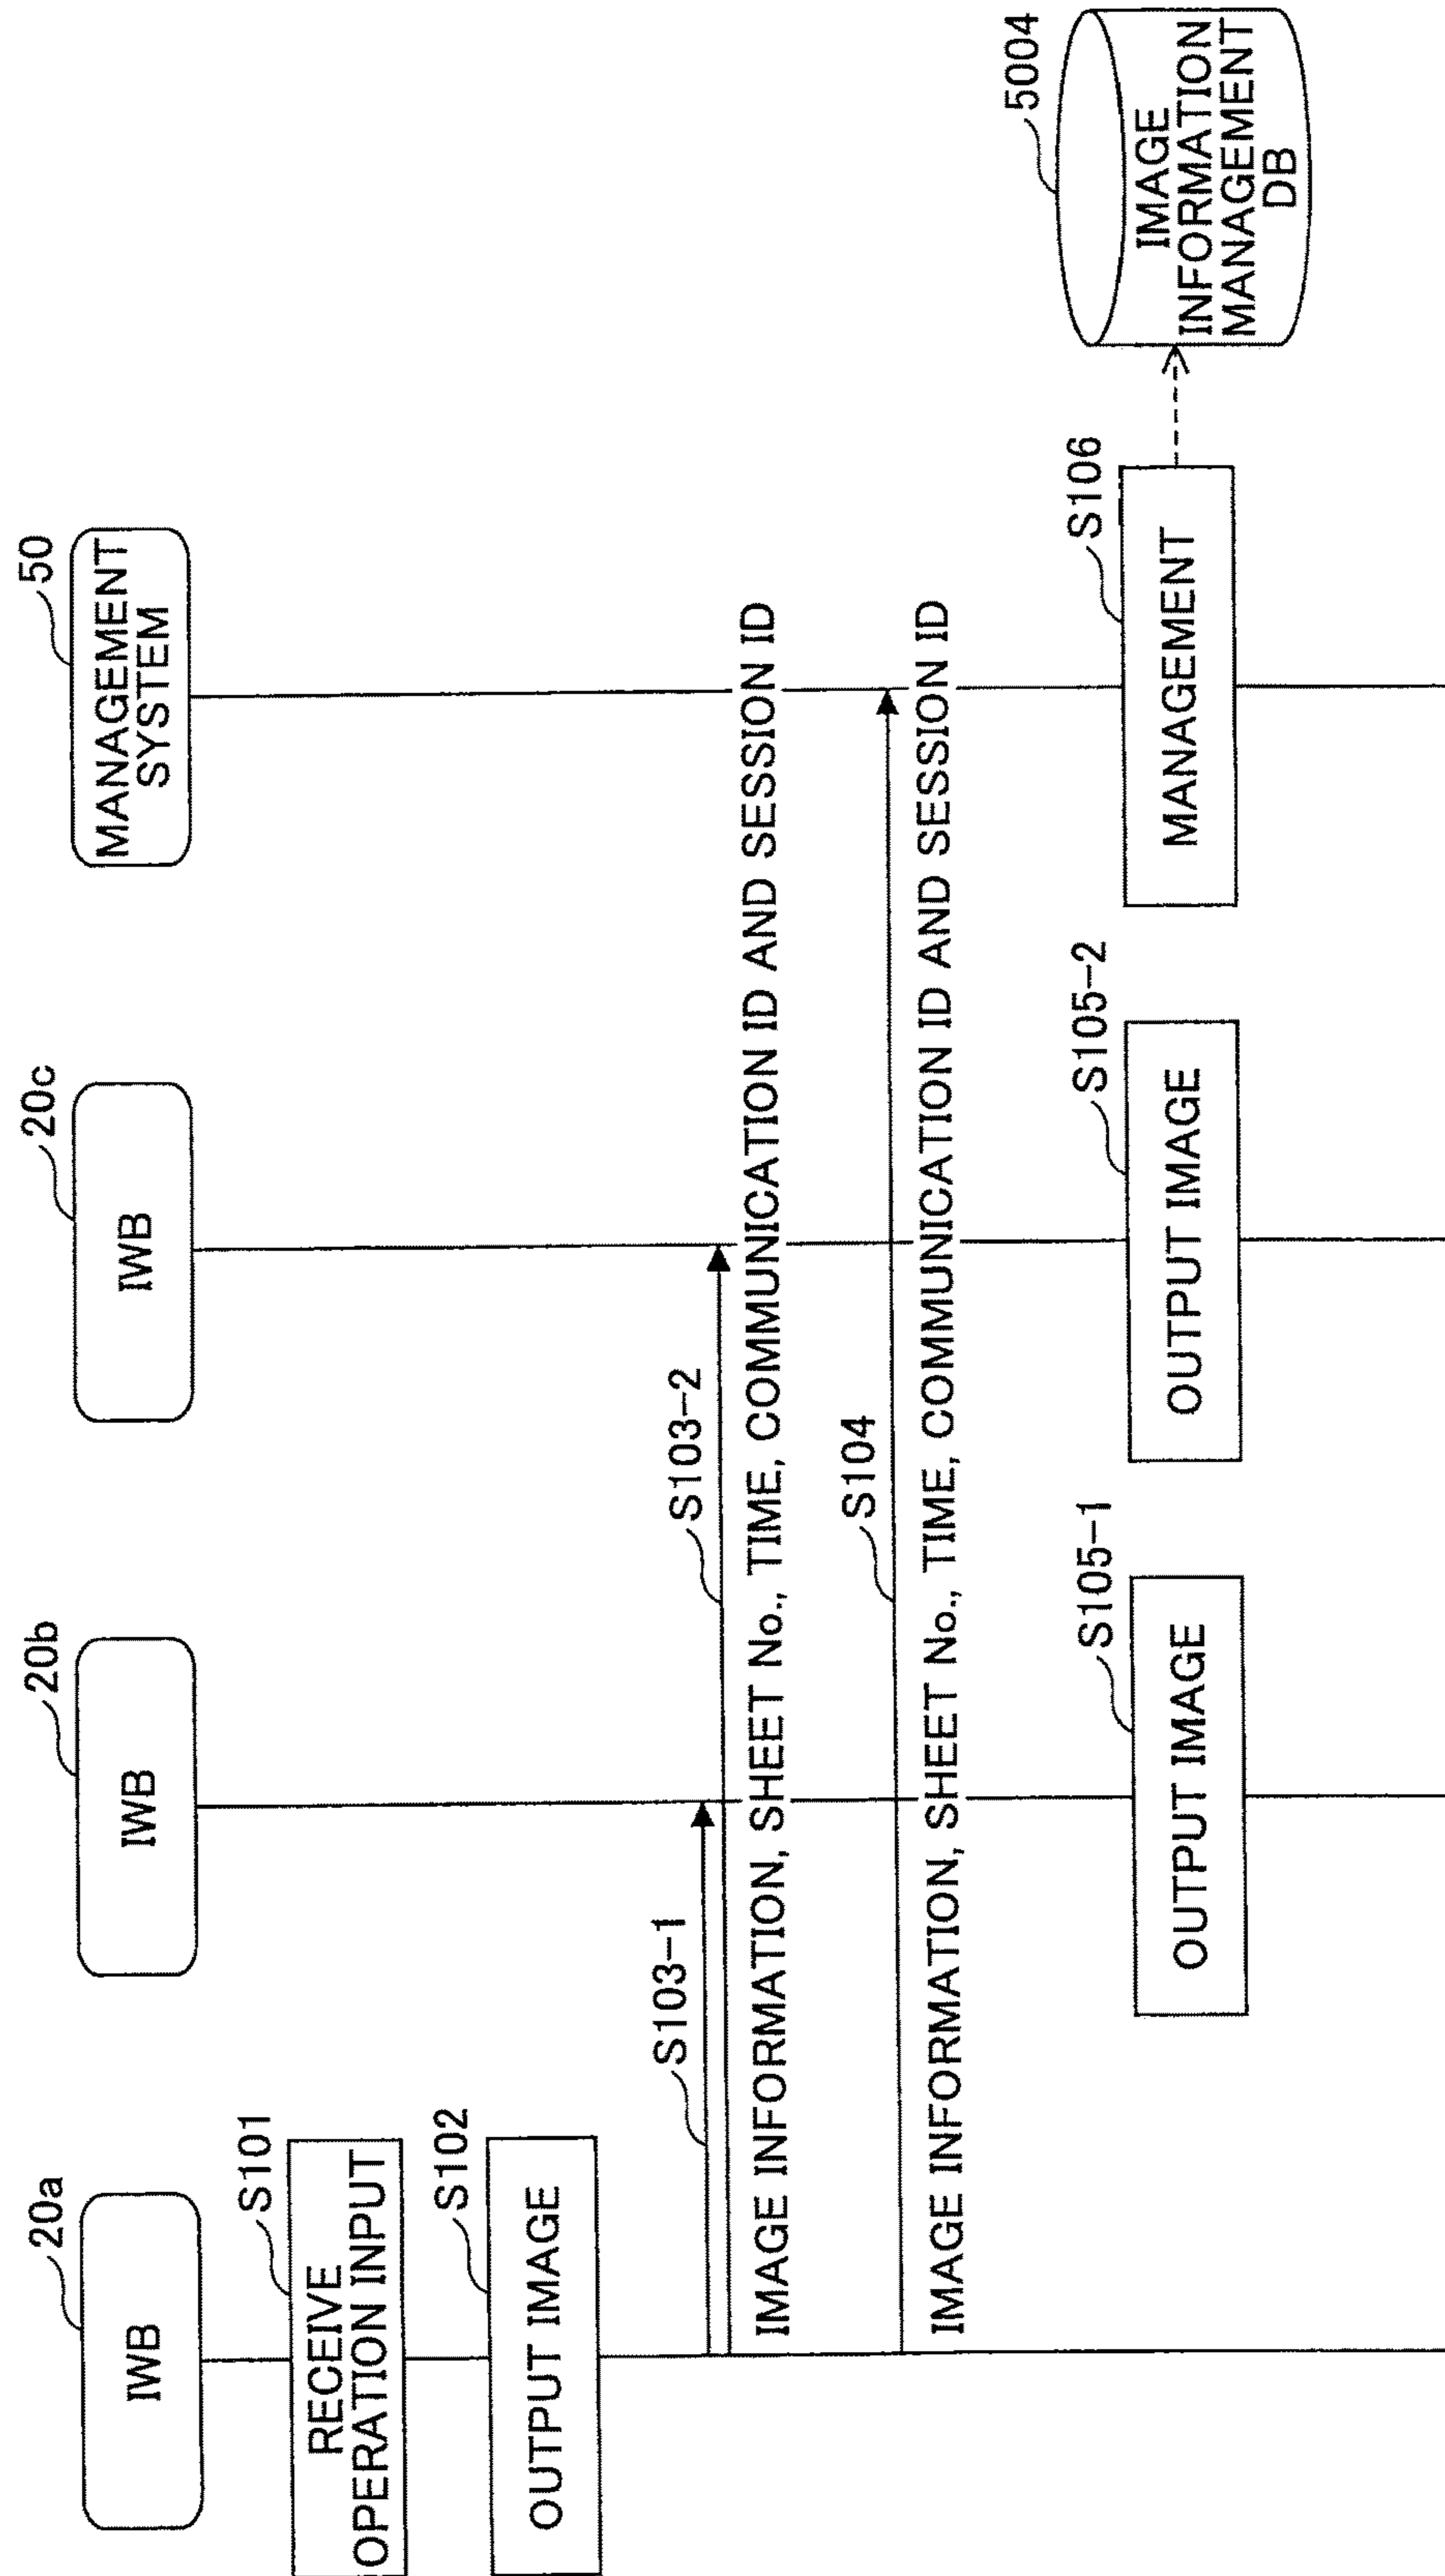 20a
IWB
20b
IWB
20c
IWB
50
MANAGEMENT
SYSTEM
S101
RECEIVE
OPERATION INPUT
S102
OUTPUT IMAGE
S103-1
S103-2
IMAGE INFORMATION, SHEET No., TIME, COMMUNICATION ID AND SESSION ID
S104
IMAGE INFORMATION, SHEET No., TIME, COMMUNICATION ID AND SESSION ID
S105-1
OUTPUT IMAGE
S105-2
OUTPUT IMAGE
S106
MANAGEMENT
5004
IMAGE
INFORMATION
MANAGEMENT
DB